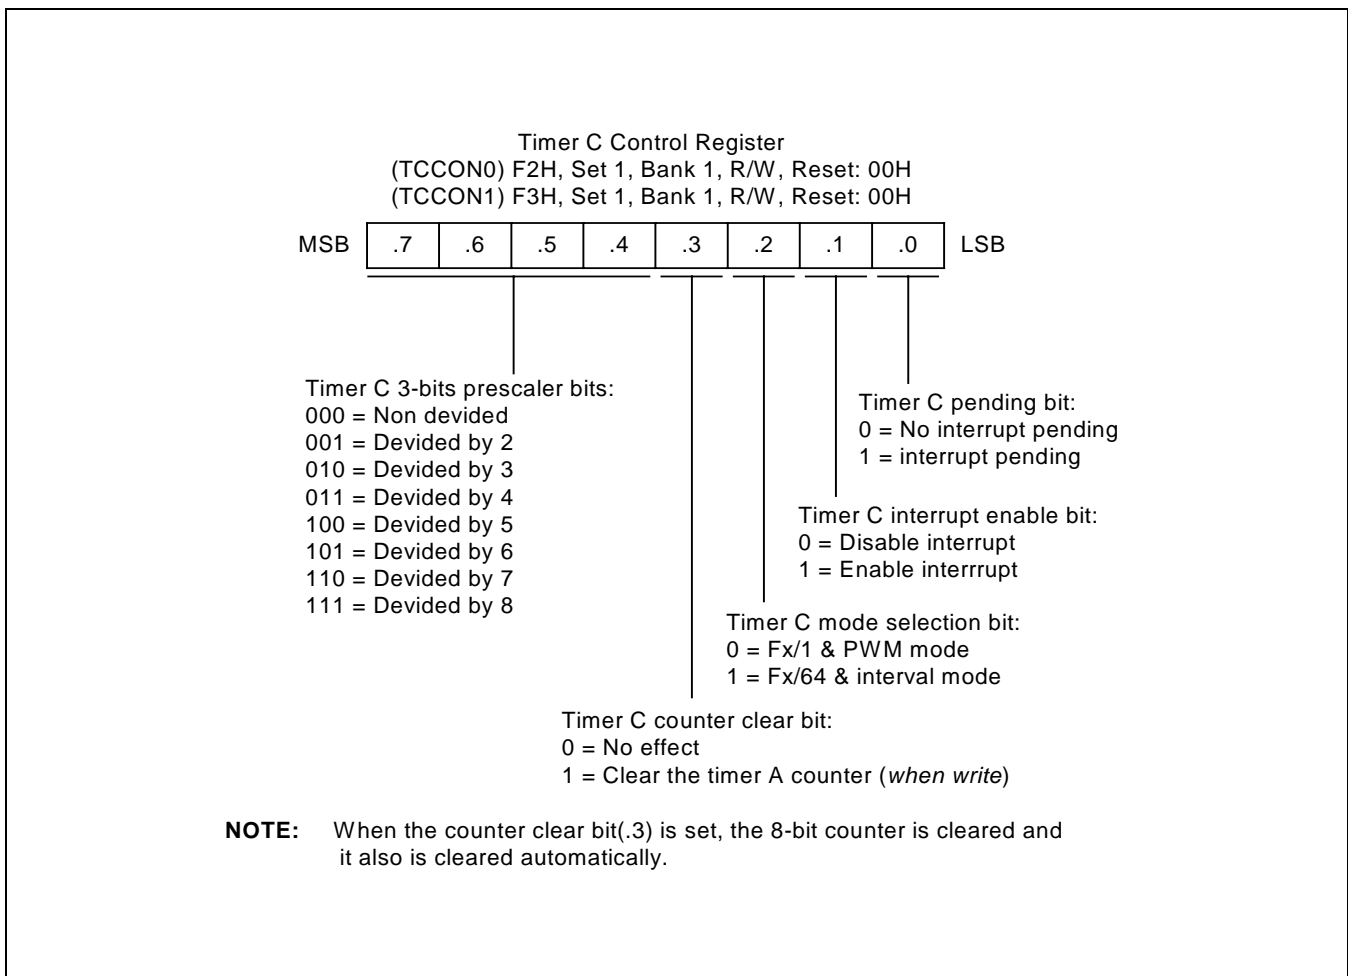 Timer C Control Register
(TCCON0) F2H, Set 1, Bank 1, R/W, Reset: 00H
(TCCON1) F3H, Set 1, Bank 1, R/W, Reset: 00H
MSB .7 .6 .5 .4 .3 .2 .1 .0 LSB
Timer C 3-bits prescaler bits:
000 = Non devided
001 = Devided by 2
010 = Devided by 3
011 = Devided by 4
100 = Devided by 5
101 = Devided by 6
110 = Devided by 7
111 = Devided by 8
Timer C pending bit:
0 = No interrupt pending
1 = interrupt pending
Timer C interrupt enable bit:
0 = Disable interrupt
1 = Enable interrrupt
Timer C mode selection bit:
0 = Fx/1 & PWM mode
1 = Fx/64 & interval mode
Timer C counter clear bit:
0 = No effect
1 = Clear the timer A counter (when write)
NOTE: When the counter clear bit(.3) is set, the 8-bit counter is cleared and
it also is cleared automatically.